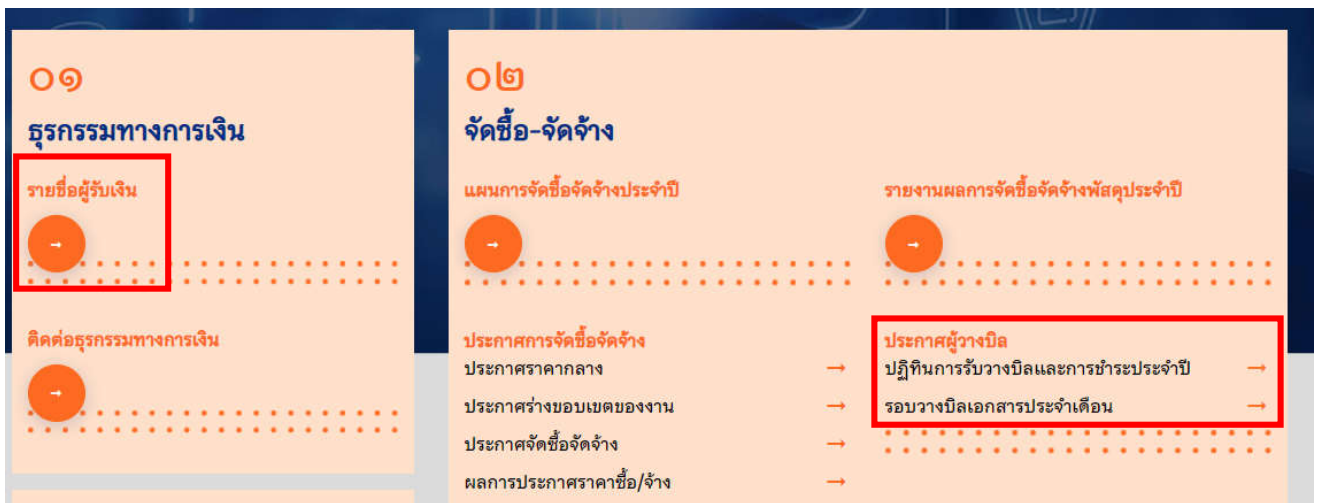 ๐๑
ธุรกรรมทางการเงิน
รายชื่อผู้รับเงิน
→
ติดต่อธุรกรรมทางการเงิน
→
๐๒
จัดซื้อ-จัดจ้าง
แผนการจัดซื้อจัดจ้างประจำปี
→
รายงานผลการจัดซื้อจัดจ้างพัสดุประจำปี
→
ประกาศการจัดซื้อจัดจ้าง
ประกาศราคากลาง →
ประกาศร่างขอบเขตของงาน →
ประกาศจัดซื้อจัดจ้าง →
ผลการประกาศราคาซื้อ/จ้าง →
ประกาศผู้วางบิล
ปฏิทินการรับวางบิลและการชำระประจำปี →
รอบวางบิลเอกสารประจำเดือน →